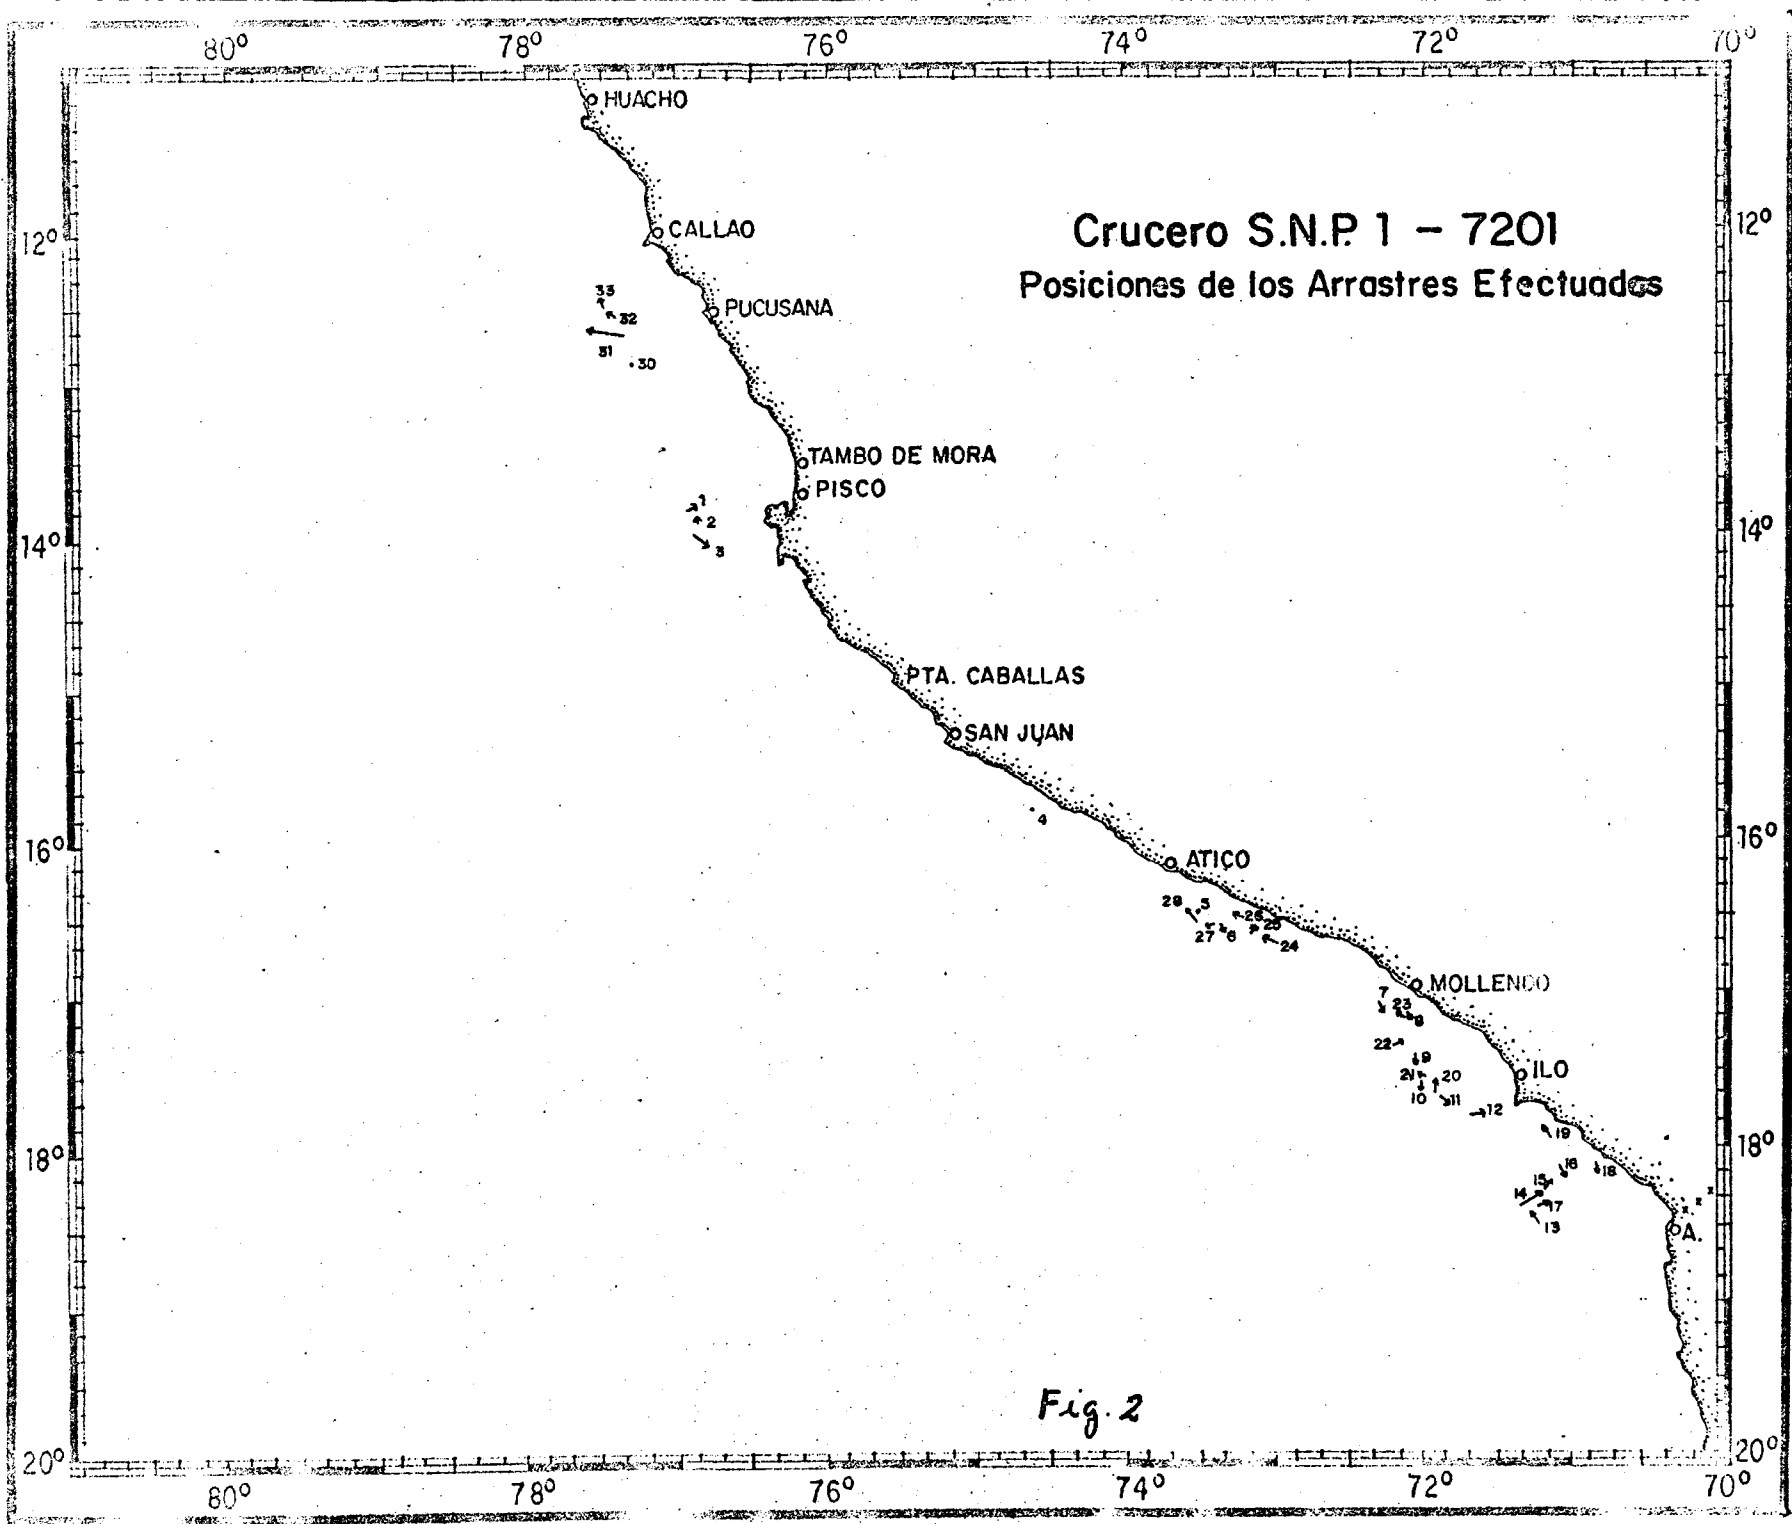 80° 78° 76° 74° 72° 70°
HUACHO
12° CALLAO 12°
Crucero S.N.P. 1 – 7201
Posiciones de los Arrastres Efectuados
33
32
PUCUSANA
31
30
TAMBO DE MORA
PISCO
1
2
3
14° 14°
PTA. CABALLAS
SAN JUAN
4
16° 16°
ATICO
28 5
26
27 6 25
24
MOLLENDO
7
23
8
22
9
21 20
10 11
12
ILO
19
18° 18°
16
18
15
14
17
13
A.
Fig. 2
20° 20°
80° 78° 76° 74° 72° 70°